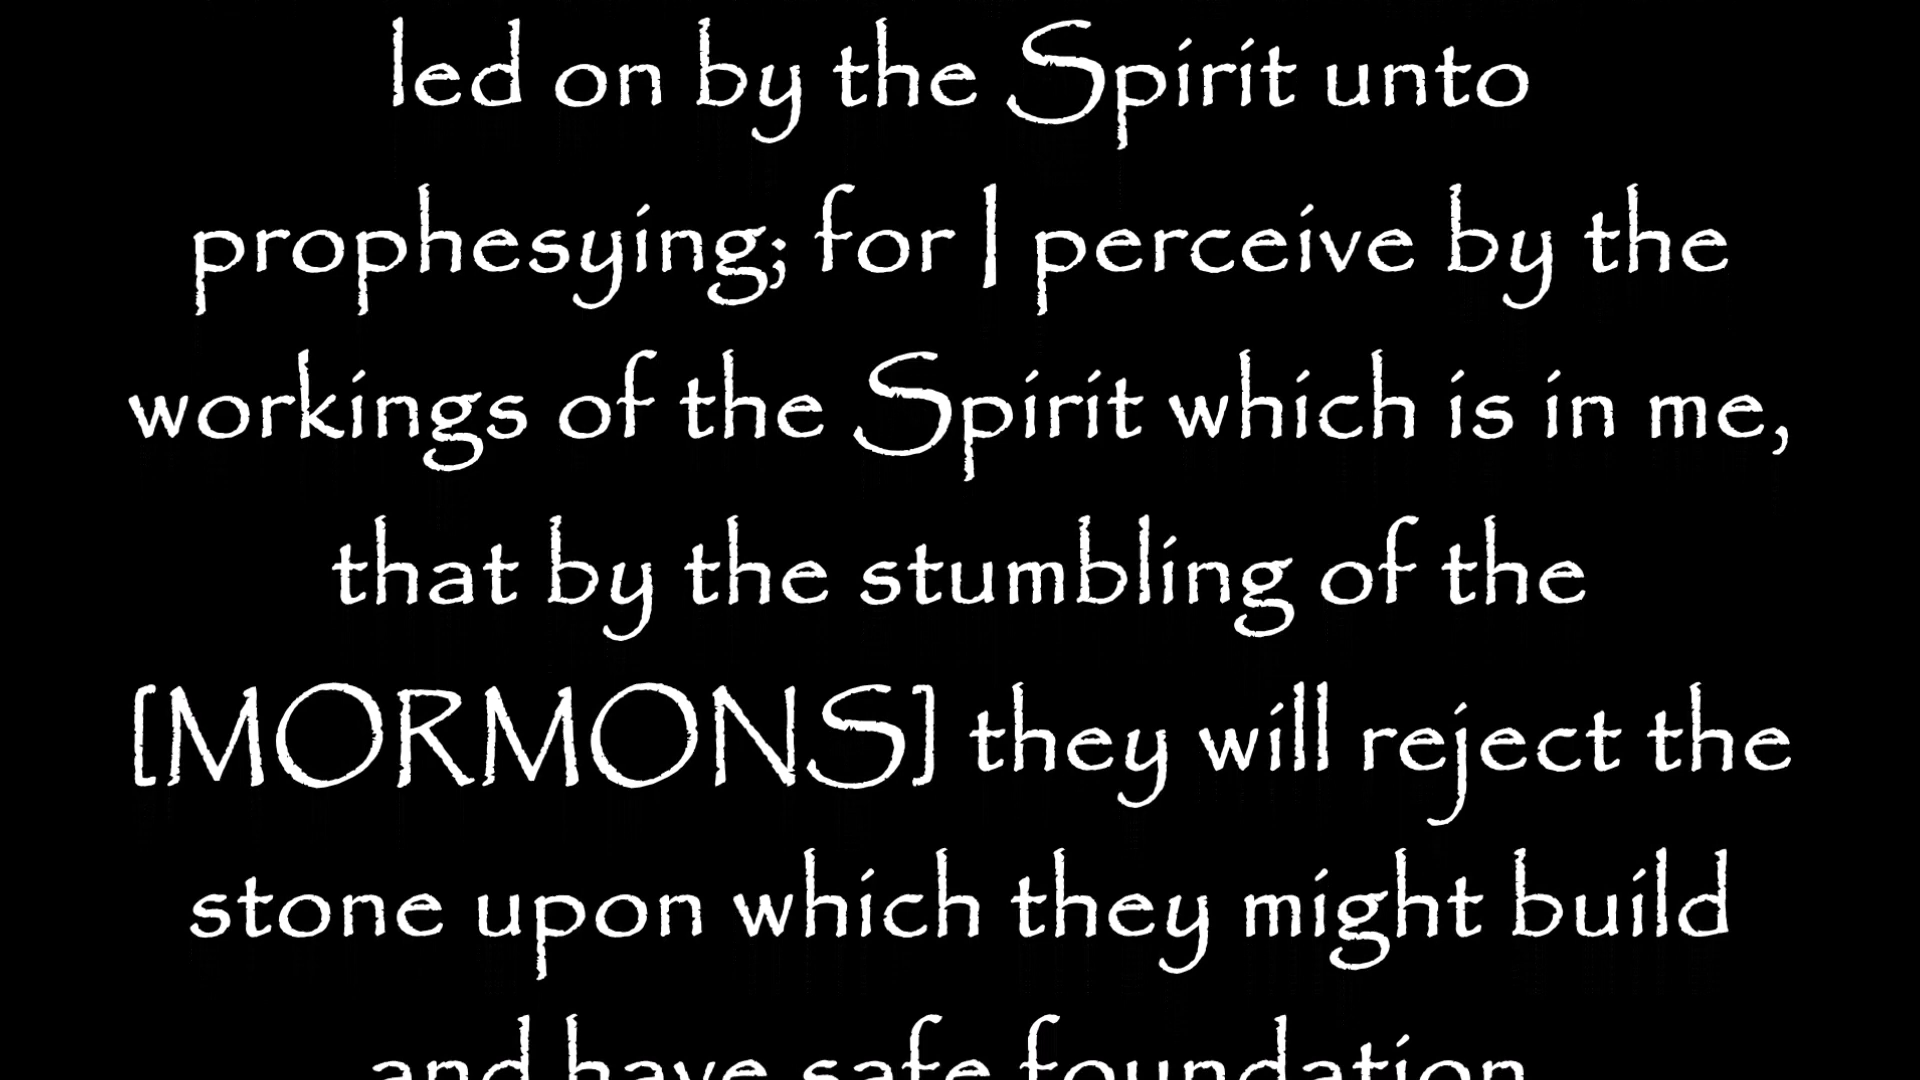 led on by the Spirit unto
prophesying; for I perceive by the
workings of the Spirit which is in me,
that by the stumbling of the
[MORMONS] they will reject the
stone upon which they might build
and have safe foundation